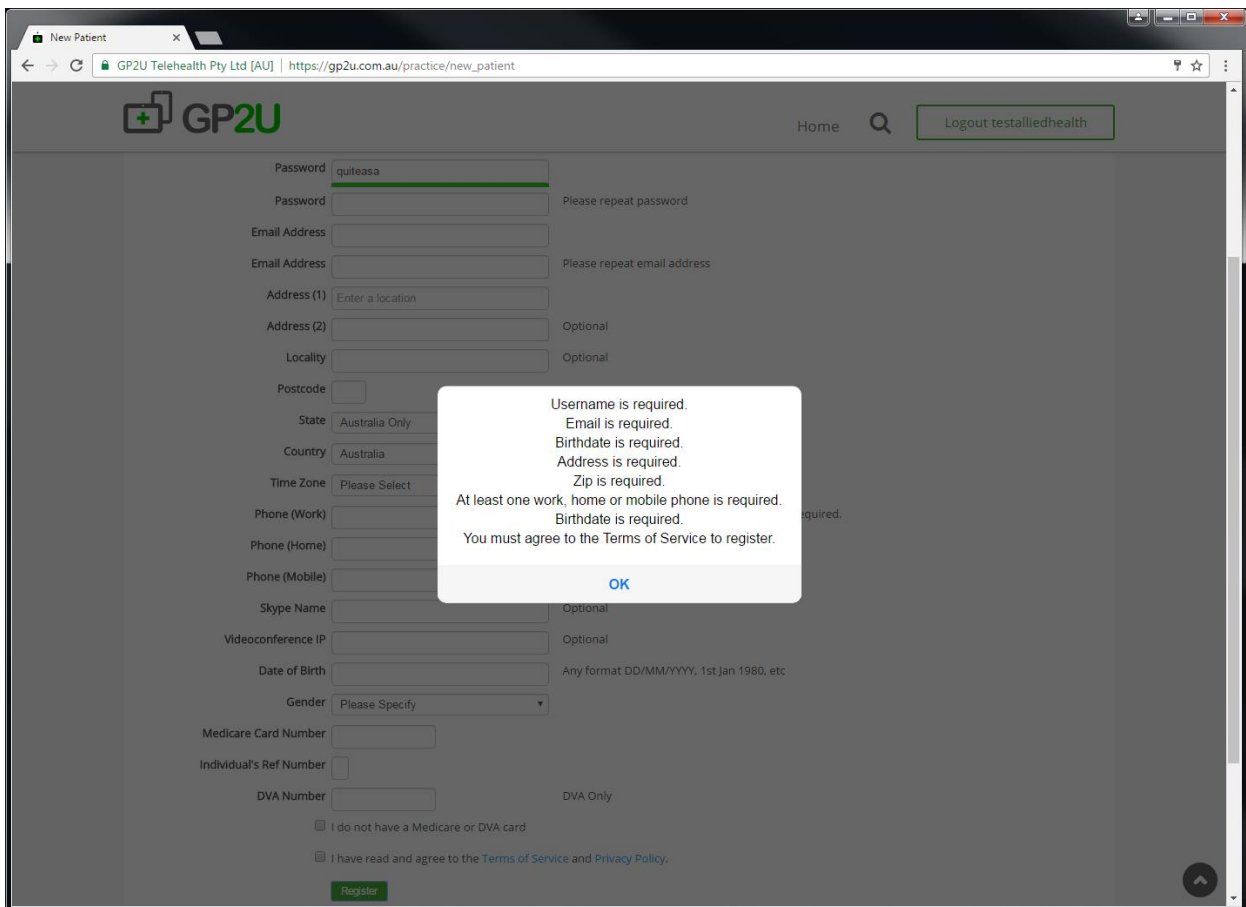 New Patient
GP2U Telehealth Pty Ltd [AU] | https://gp2u.com.au/practice/new_patient
GP2U
Home
Logout testalliedhealth
Password quiteasa
Password Please repeat password
Email Address
Email Address Please repeat email address
Address (1) Enter a location
Address (2) Optional
Locality Optional
Postcode
State Australia Only
Country Australia
Time Zone Please Select
Phone (Work) equired.
Phone (Home)
Phone (Mobile)
Username is required.
Email is required.
Birthdate is required.
Address is required.
Zip is required.
At least one work, home or mobile phone is required.
Birthdate is required.
You must agree to the Terms of Service to register.
OK
Skype Name Optional
Videoconference IP Optional
Date of Birth Any format DD/MM/YYYY, 1st Jan 1980, etc
Gender Please Specify
Medicare Card Number
Individual's Ref Number
DVA Number DVA Only
I do not have a Medicare or DVA card
I have read and agree to the Terms of Service and Privacy Policy.
Register